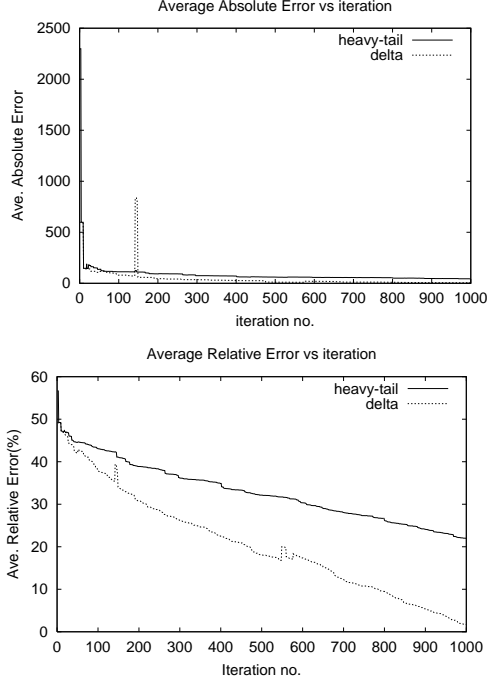 Average Absolute Error vs iteration
2500
2000
1500
1000
500
0
Ave. Absolute Error
heavy-tail
delta
0 100 200 300 400 500 600 700 800 900 1000
iteration no.
Average Relative Error vs iteration
60
50
40
30
20
10
0
Ave. Relative Error(%)
heavy-tail
delta
0 100 200 300 400 500 600 700 800 900 1000
Iteration no.